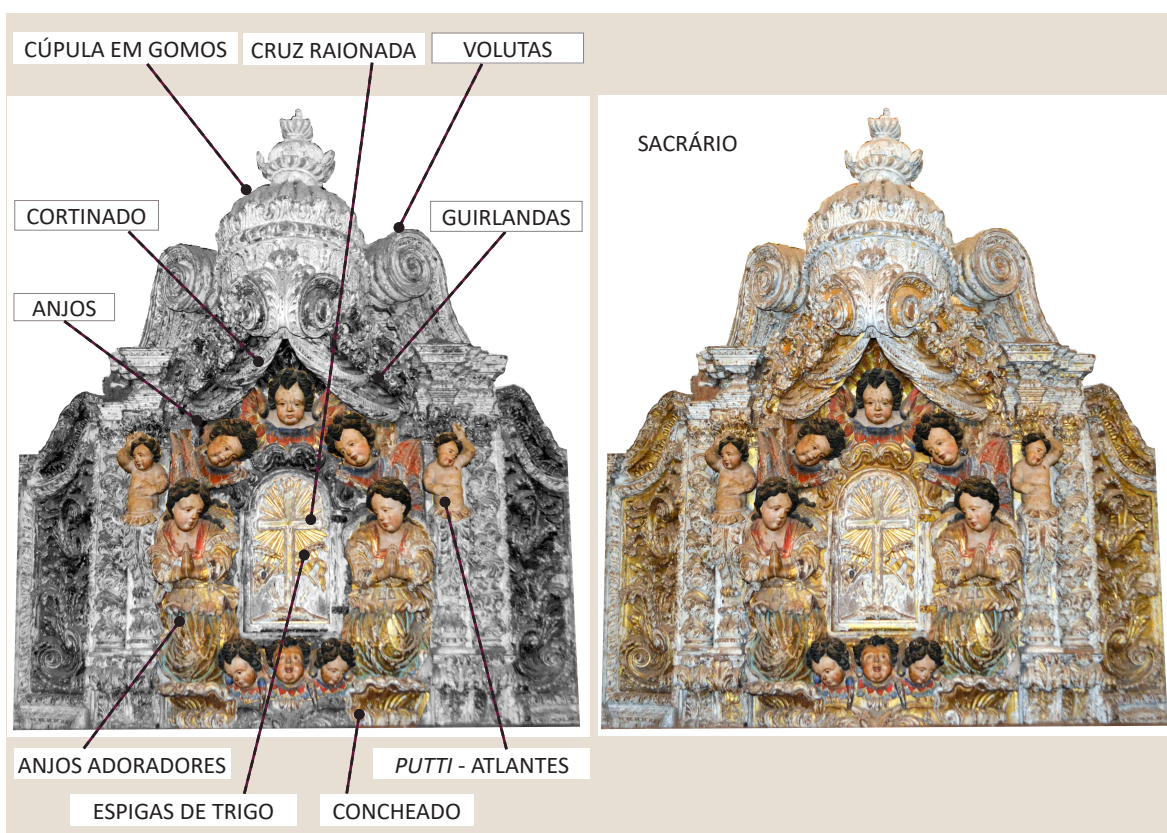 CÚPULA EM GOMOS
CRUZ RAIONADA
VOLUTAS
SACRÁRIO
CORTINADO
GUIRLANDAS
ANJOS
ANJOS ADORADORES
PUTTI - ATLANTES
ESPIGAS DE TRIGO
CONCHEADO